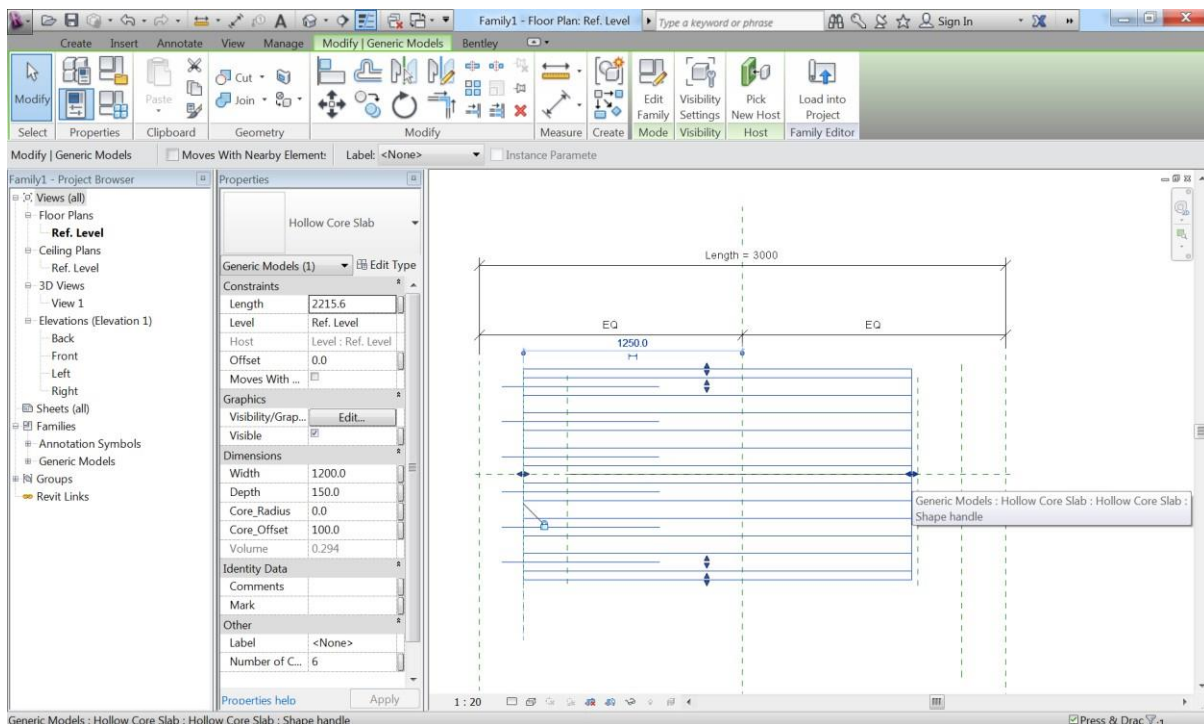 Family1 - Floor Plan: Ref. Level
Type a keyword or phrase
Sign In
Create Insert Annotate View Manage Modify | Generic Models Bentley
Modify
Paste
Cut
Join
Edit Family
Visibility Settings
Pick New Host
Load into Project
Select Properties Clipboard Geometry Modify Measure Create Mode Visibility Host Family Editor
Modify | Generic Models
Moves With Nearby Element:
Label: <None>
Instance Paramete
Family1 - Project Browser
Views (all)
Floor Plans
Ref. Level
Ceiling Plans
Ref. Level
3D Views
View 1
Elevations (Elevation 1)
Back
Front
Left
Right
Sheets (all)
Families
Annotation Symbols
Generic Models
Groups
Revit Links
Properties
Hollow Core Slab
Generic Models (1) Edit Type
Constraints
Length 2215.6
Level Ref. Level
Host Level : Ref. Level
Offset 0.0
Moves With ...
Graphics
Visibility/Grap... Edit...
Visible
Dimensions
Width 1200.0
Depth 150.0
Core_Radius 0.0
Core_Offset 100.0
Volume 0.294
Identity Data
Comments
Mark
Other
Label <None>
Number of C... 6
Properties help Apply
Length = 3000
EQ EQ
1250.0
Generic Models : Hollow Core Slab : Hollow Core Slab :
Shape handle
1 : 20
Generic Models : Hollow Core Slab : Hollow Core Slab : Shape handle
Press & Drac
:1